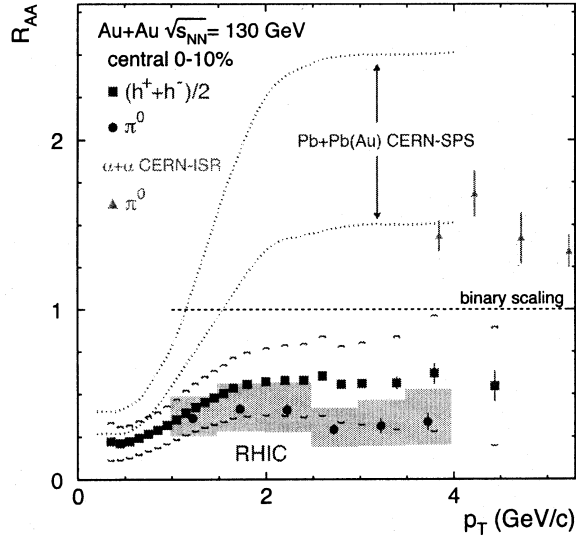 R_AA
Au+Au √s_NN = 130 GeV
central 0-10%
(h⁺+h⁻)/2
π⁰
α+α CERN-ISR
π⁰
Pb+Pb(Au) CERN-SPS
binary scaling
RHIC
2
1
0
0 2 4
p_T (GeV/c)